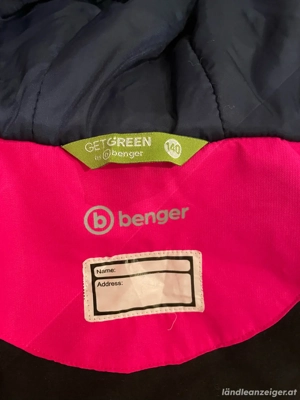 GETGREEN
by benger
140
benger
Name:
Address:
ländleanzeiger.at